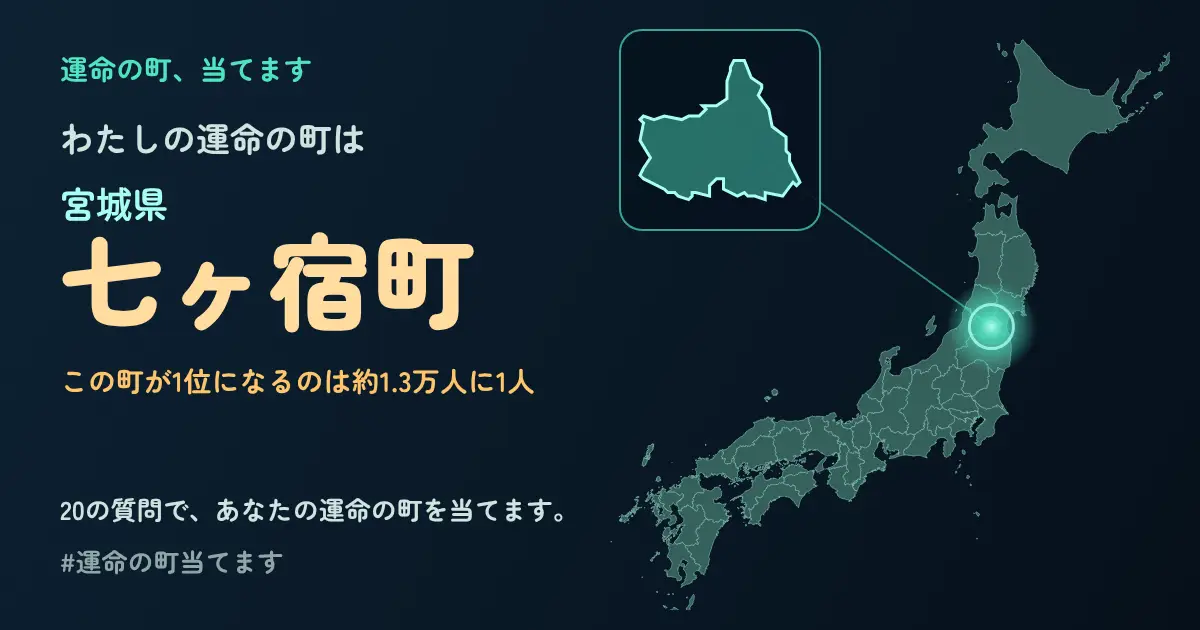 運命の町、当てます
わたしの運命の町は
宮城県
七ヶ宿町
この町が1位になるのは約1.3万人に1人
20の質問で、あなたの運命の町を当てます。
#運命の町当てます